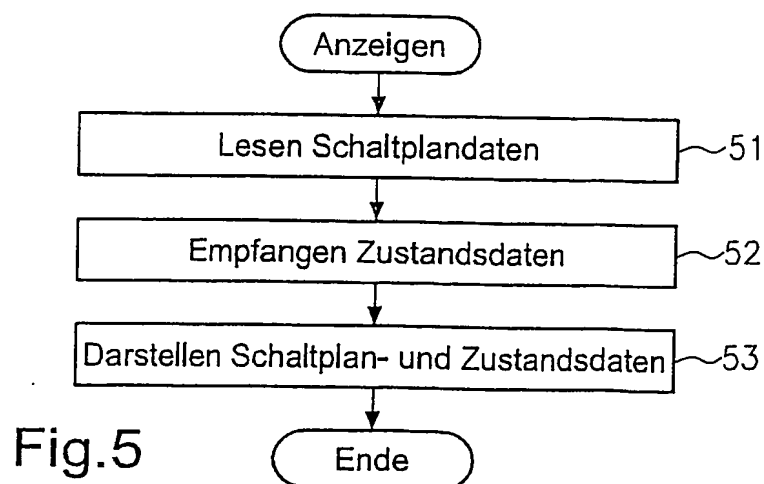 Anzeigen
Lesen Schaltplandaten
51
Empfangen Zustandsdaten
52
Darstellen Schaltplan- und Zustandsdaten
53
Ende
Fig.5